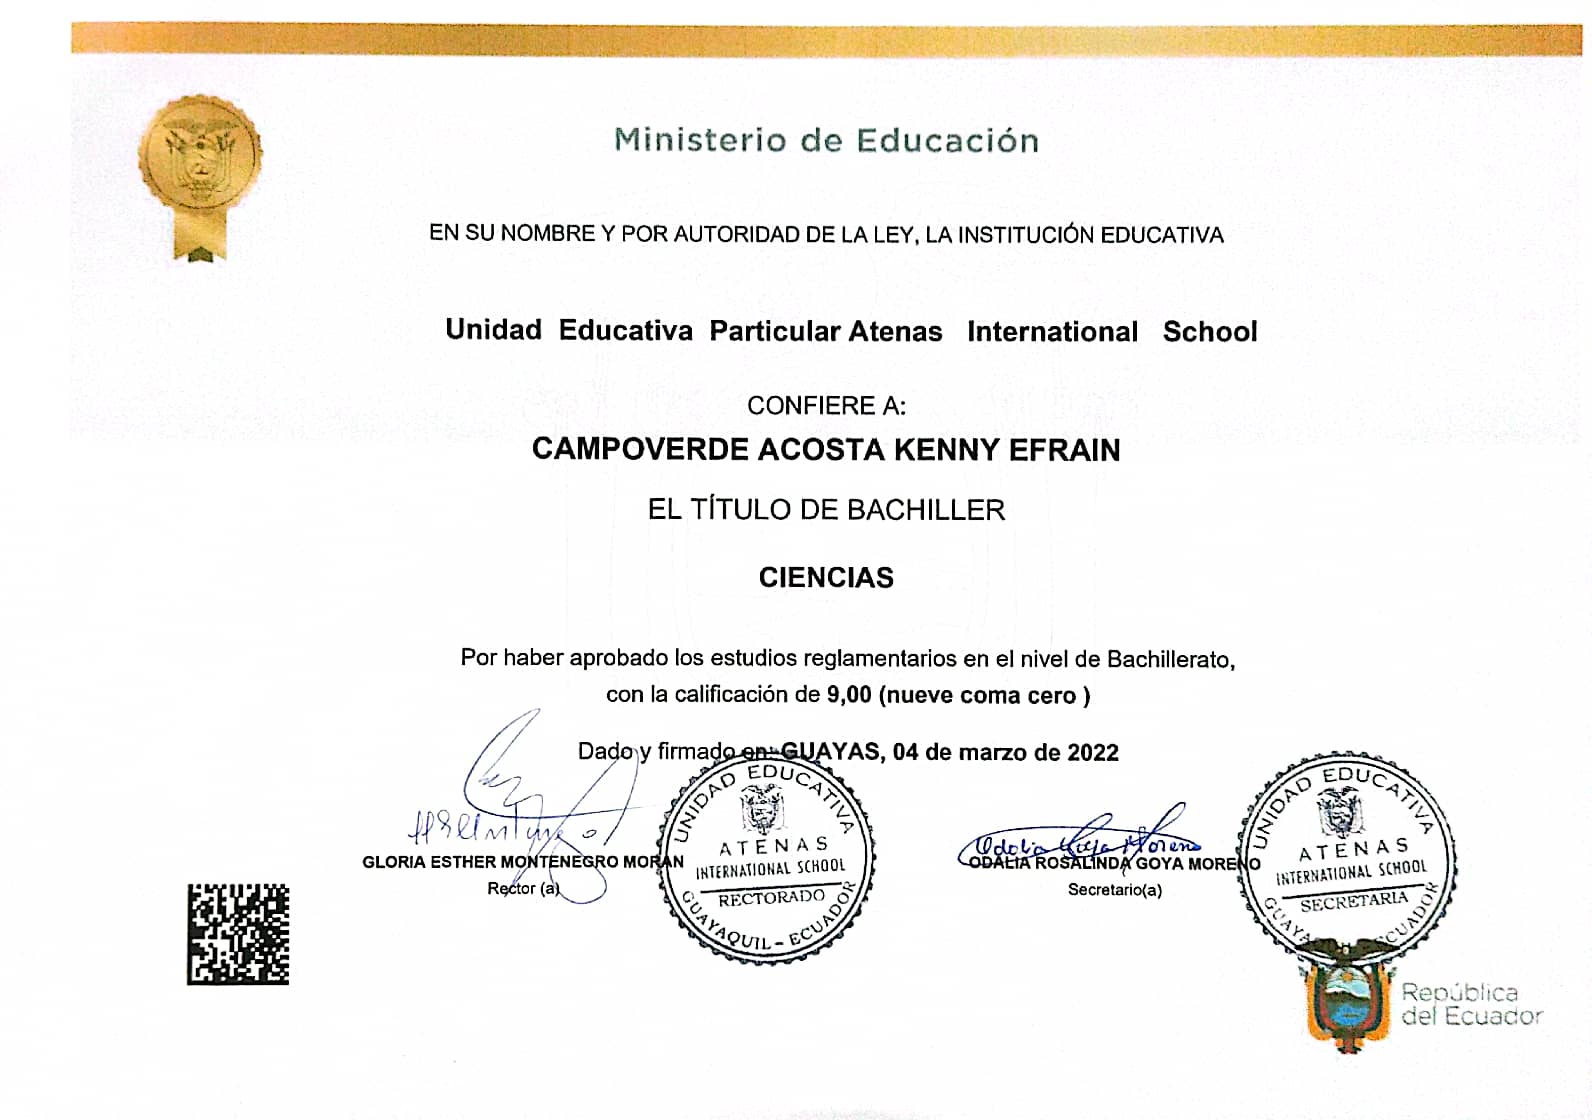 Ministerio de Educación
EN SU NOMBRE Y POR AUTORIDAD DE LA LEY, LA INSTITUCIÓN EDUCATIVA
Unidad Educativa Particular Atenas International School
CONFIERE A:
CAMPOVERDE ACOSTA KENNY EFRAIN
EL TÍTULO DE BACHILLER
CIENCIAS
Por haber aprobado los estudios reglamentarios en el nivel de Bachillerato,
con la calificación de 9,00 (nueve coma cero )
Dado y firmado en: GUAYAS, 04 de marzo de 2022
GLORIA ESTHER MONTENEGRO MORÁN
Rector (a)
UNIDAD EDUCATIVA
ATENAS
INTERNATIONAL SCHOOL
RECTORADO
GUAYAQUIL - ECUADOR
Odalia Goya Moreno
ODALIA ROSALINDA GOYA MORENO
Secretario(a)
UNIDAD EDUCATIVA
ATENAS
INTERNATIONAL SCHOOL
SECRETARIA
ECUADOR
República
del Ecuador